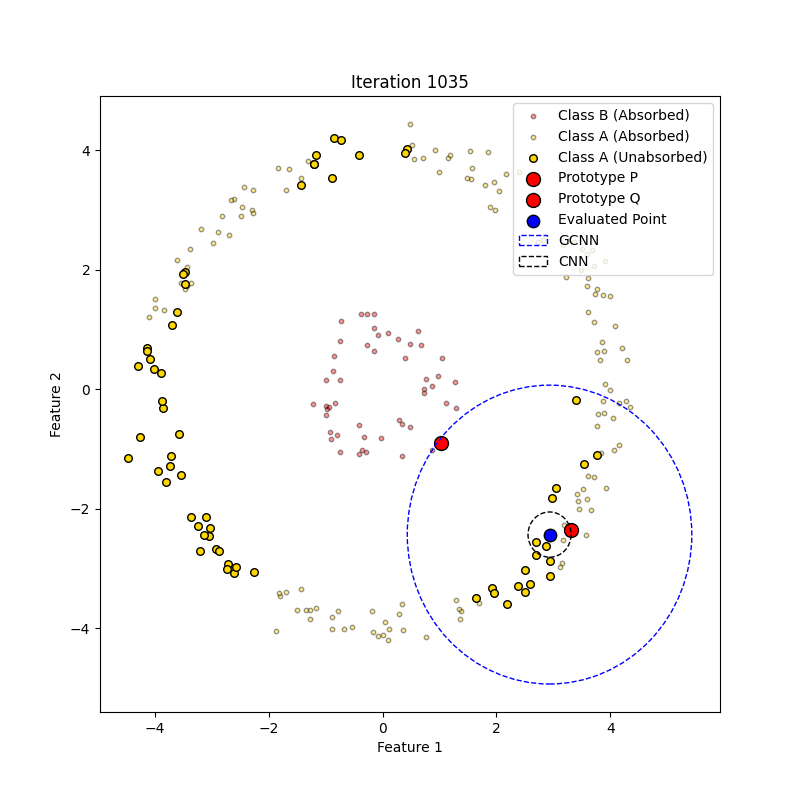 Iteration 1035
Class B (Absorbed)
Class A (Absorbed)
Class A (Unabsorbed)
Prototype P
Prototype Q
Evaluated Point
GCNN
CNN
Feature 2
4
2
0
−2
−4
−4
−2
0
2
4
Feature 1